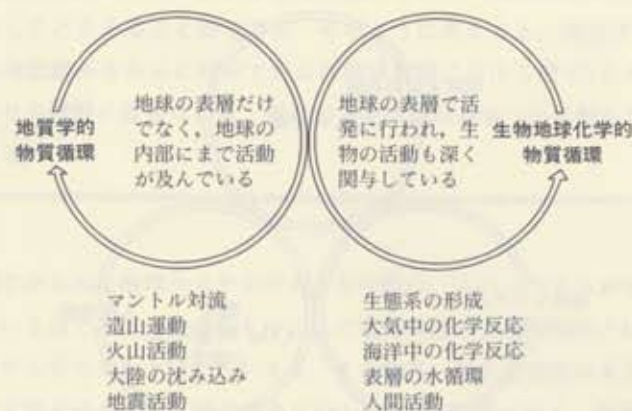 地質学的
物質循環
地球の表層だけ
でなく，地球の
内部にまで活動
が及んでいる
地球の表層で活
発に行われ，生
物の活動も深く
関与している
生物地球化学的
物質循環
マントル対流
造山運動
火山活動
大陸の沈み込み
地震活動
生態系の形成
大気中の化学反応
海洋中の化学反応
表層の水循環
人間活動